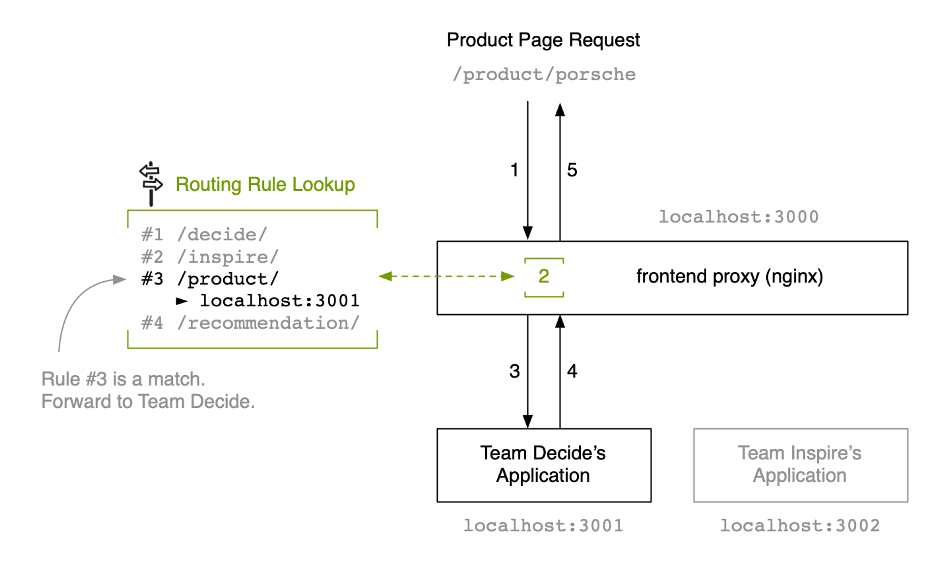 Product Page Request
/product/porsche
1
5
Routing Rule Lookup
localhost:3000
#1 /decide/
#2 /inspire/
#3 /product/
► localhost:3001
#4 /recommendation/
2
frontend proxy (nginx)
Rule #3 is a match.
Forward to Team Decide.
3
4
Team Decide’s
Application
Team Inspire’s
Application
localhost:3001
localhost:3002